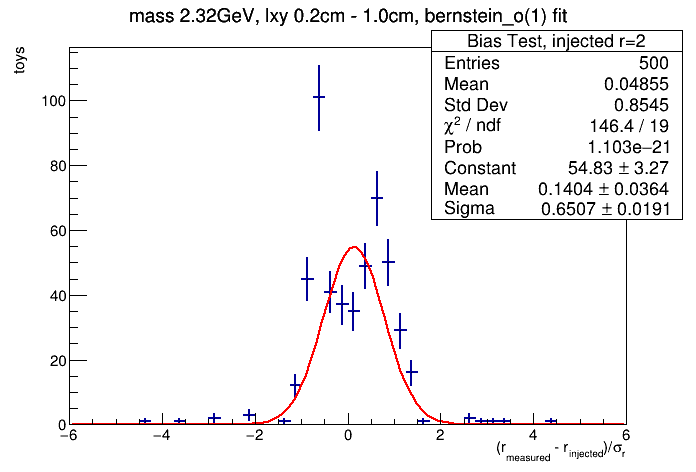 mass 2.32GeV, lxy 0.2cm - 1.0cm, bernstein_o(1) fit
Bias Test, injected r=2
Entries 500
Mean 0.04855
Std Dev 0.8545
χ² / ndf 146.4 / 19
Prob 1.103e−21
Constant 54.83 ± 3.27
Mean 0.1404 ± 0.0364
Sigma 0.6507 ± 0.0191
toys
100
80
60
40
20
0
−6 −4 −2 0 2 4 6
(r_measured - r_injected)/σ_r